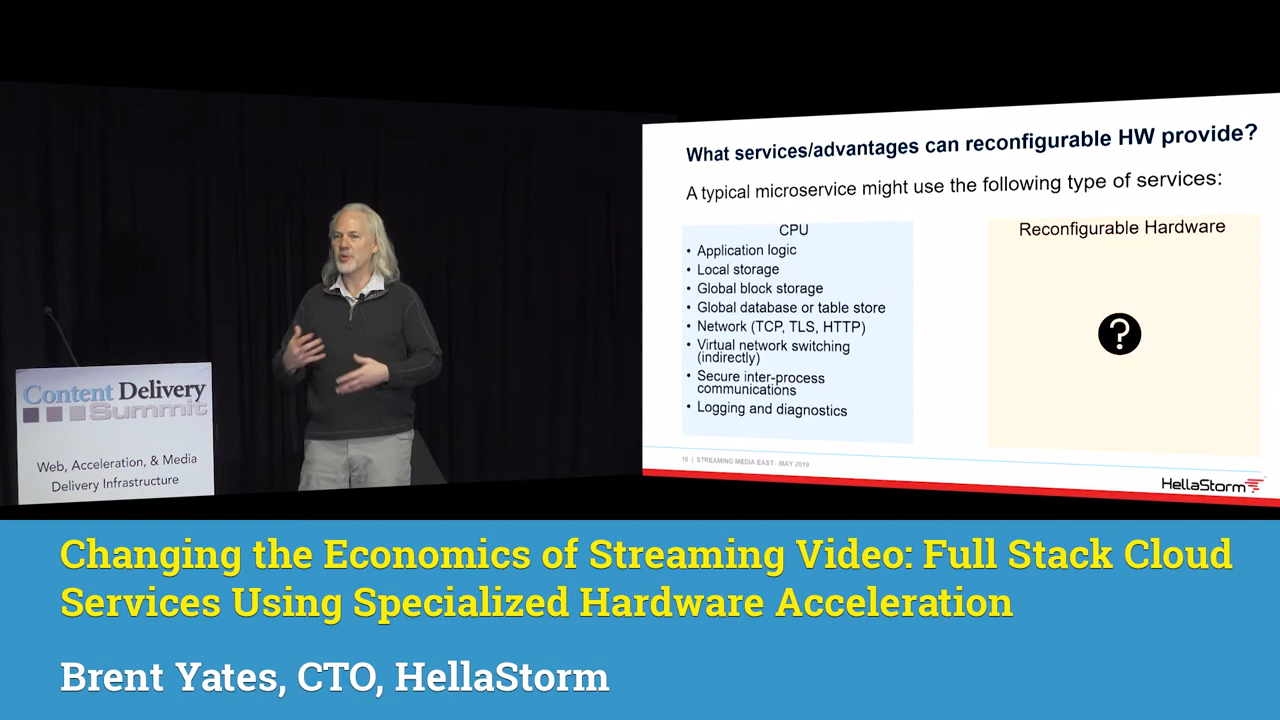 What services/advantages can reconfigurable HW provide?
A typical microservice might use the following type of services:
CPU
• Application logic
• Local storage
• Global block storage
• Global database or table store
• Network (TCP, TLS, HTTP)
• Virtual network switching
(indirectly)
• Secure inter-process
communications
• Logging and diagnostics
Reconfigurable Hardware
?
16 | STREAMING MEDIA EAST- MAY 2019
HellaStorm
Content Delivery
Summit
Web, Acceleration, & Media
Delivery Infrastructure
Changing the Economics of Streaming Video: Full Stack Cloud
Services Using Specialized Hardware Acceleration
Brent Yates, CTO, HellaStorm